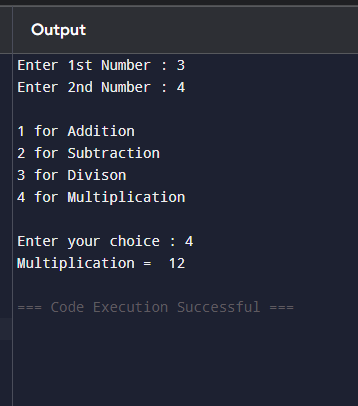 Output
Enter 1st Number : 3
Enter 2nd Number : 4
1 for Addition
2 for Subtraction
3 for Divison
4 for Multiplication
Enter your choice : 4
Multiplication =  12
=== Code Execution Successful ===